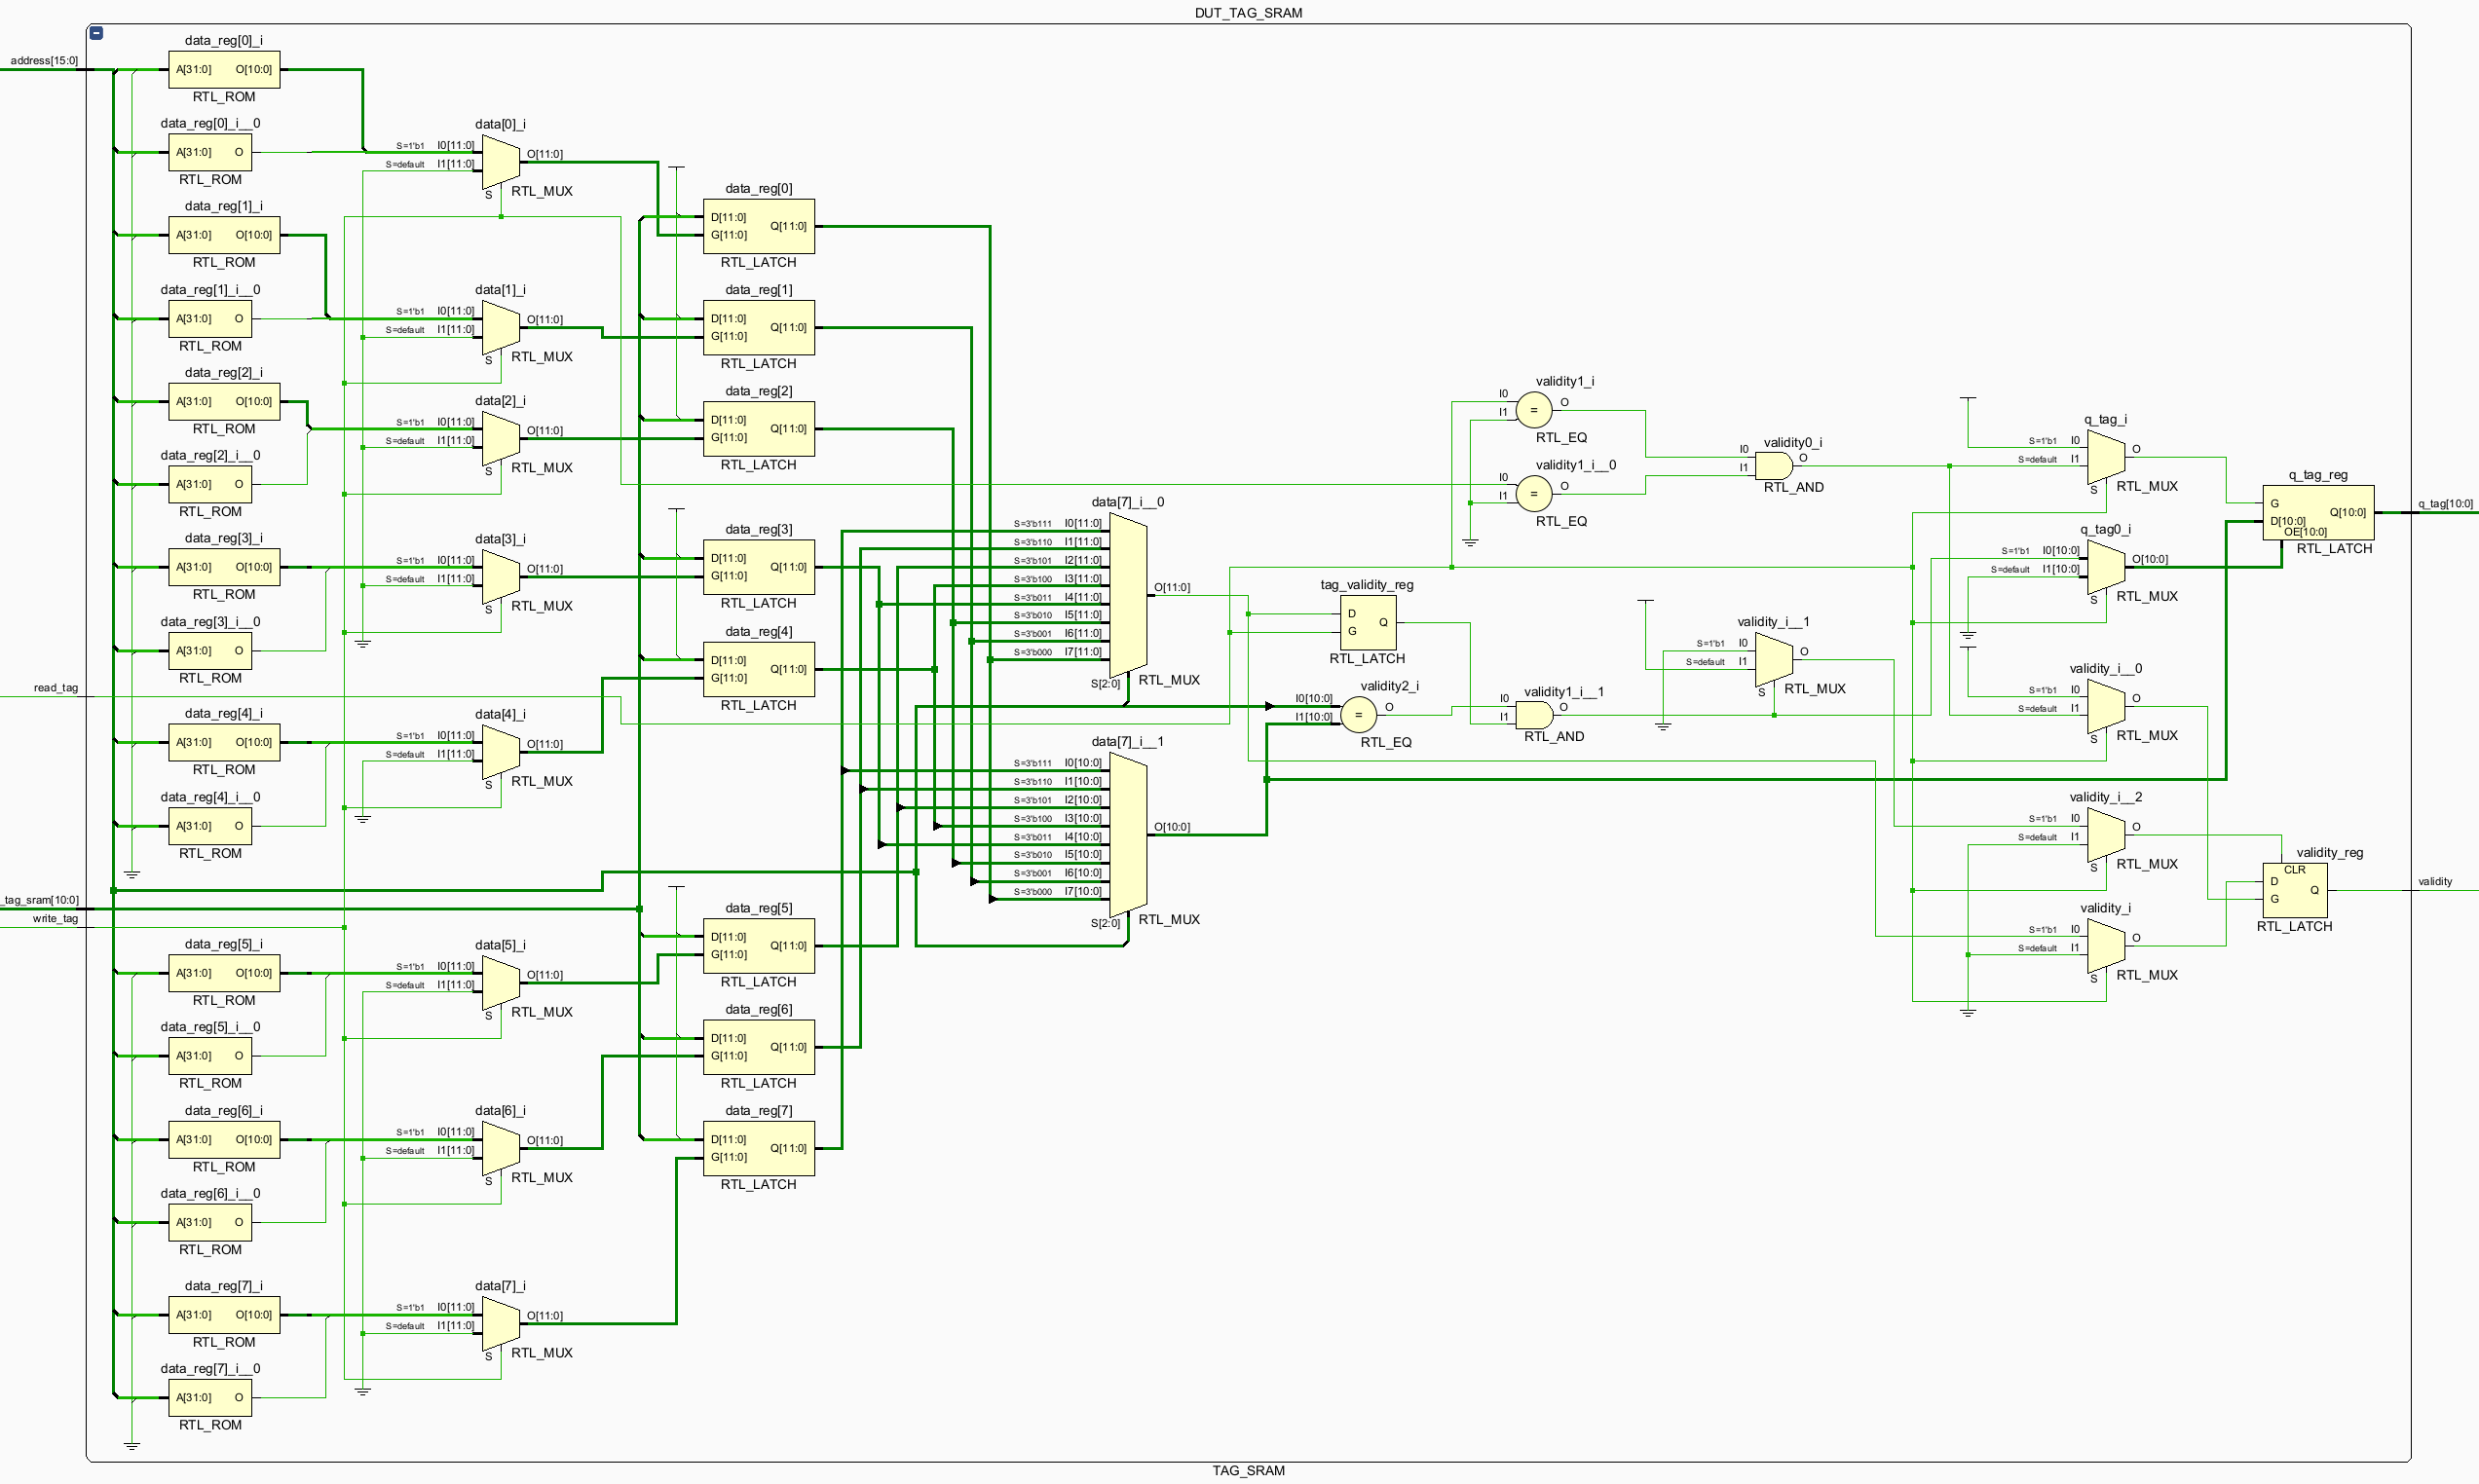 DUT_TAG_SRAM
address[15:0]
data_reg[0]_i
A[31:0] O[10:0]
RTL_ROM
data_reg[0]_i__0
A[31:0] O
RTL_ROM
data_reg[1]_i
A[31:0] O[10:0]
RTL_ROM
data_reg[1]_i__0
A[31:0] O
RTL_ROM
data_reg[2]_i
A[31:0] O[10:0]
RTL_ROM
data_reg[2]_i__0
A[31:0] O
RTL_ROM
data_reg[3]_i
A[31:0] O[10:0]
RTL_ROM
data_reg[3]_i__0
A[31:0] O
RTL_ROM
read_tag
data_reg[4]_i
A[31:0] O[10:0]
RTL_ROM
data_reg[4]_i__0
A[31:0] O
RTL_ROM
_tag_sram[10:0]
write_tag
data_reg[5]_i
A[31:0] O[10:0]
RTL_ROM
data_reg[5]_i__0
A[31:0] O
RTL_ROM
data_reg[6]_i
A[31:0] O[10:0]
RTL_ROM
data_reg[6]_i__0
A[31:0] O
RTL_ROM
data_reg[7]_i
A[31:0] O[10:0]
RTL_ROM
data_reg[7]_i__0
A[31:0] O
RTL_ROM
data[0]_i
S=1'b1 I0[11:0] O[11:0]
S=default I1[11:0]
S RTL_MUX
data[1]_i
S=1'b1 I0[11:0] O[11:0]
S=default I1[11:0]
S RTL_MUX
data[2]_i
S=1'b1 I0[11:0] O[11:0]
S=default I1[11:0]
S RTL_MUX
data[3]_i
S=1'b1 I0[11:0] O[11:0]
S=default I1[11:0]
S RTL_MUX
data[4]_i
S=1'b1 I0[11:0] O[11:0]
S=default I1[11:0]
S RTL_MUX
data[5]_i
S=1'b1 I0[11:0] O[11:0]
S=default I1[11:0]
S RTL_MUX
data[6]_i
S=1'b1 I0[11:0] O[11:0]
S=default I1[11:0]
S RTL_MUX
data[7]_i
S=1'b1 I0[11:0] O[11:0]
S=default I1[11:0]
S RTL_MUX
data_reg[0]
D[11:0] Q[11:0]
G[11:0]
RTL_LATCH
data_reg[1]
D[11:0] Q[11:0]
G[11:0]
RTL_LATCH
data_reg[2]
D[11:0] Q[11:0]
G[11:0]
RTL_LATCH
data_reg[3]
D[11:0] Q[11:0]
G[11:0]
RTL_LATCH
data_reg[4]
D[11:0] Q[11:0]
G[11:0]
RTL_LATCH
data_reg[5]
D[11:0] Q[11:0]
G[11:0]
RTL_LATCH
data_reg[6]
D[11:0] Q[11:0]
G[11:0]
RTL_LATCH
data_reg[7]
D[11:0] Q[11:0]
G[11:0]
RTL_LATCH
data[7]_i__0
S=3'b111 I0[11:0]
S=3'b110 I1[11:0]
S=3'b101 I2[11:0]
S=3'b100 I3[11:0] O[11:0]
S=3'b011 I4[11:0]
S=3'b010 I5[11:0]
S=3'b001 I6[11:0]
S=3'b000 I7[11:0]
S[2:0] RTL_MUX
data[7]_i__1
S=3'b111 I0[10:0]
S=3'b110 I1[10:0]
S=3'b101 I2[10:0]
S=3'b100 I3[10:0] O[10:0]
S=3'b011 I4[10:0]
S=3'b010 I5[10:0]
S=3'b001 I6[10:0]
S=3'b000 I7[10:0]
S[2:0] RTL_MUX
tag_validity_reg
D
G Q
RTL_LATCH
validity2_i
I0[10:0] O
I1[10:0] =
RTL_EQ
validity1_i
I0 O
I1 =
RTL_EQ
validity1_i__0
I0 O
I1 =
RTL_EQ
validity1_i__1
I0 O
I1
RTL_AND
validity0_i
I0 O
I1
RTL_AND
validity_i__1
S=1'b1 I0 O
S=default I1
S RTL_MUX
q_tag_i
S=1'b1 I0 O
S=default I1
S RTL_MUX
q_tag0_i
S=1'b1 I0[10:0] O[10:0]
S=default I1[10:0]
S RTL_MUX
validity_i__0
S=1'b1 I0 O
S=default I1
S RTL_MUX
validity_i__2
S=1'b1 I0 O
S=default I1
S RTL_MUX
validity_i
S=1'b1 I0 O
S=default I1
S RTL_MUX
q_tag_reg
G
D[10:0] Q[10:0]
OE[10:0]
RTL_LATCH
q_tag[10:0]
validity_reg
CLR
D Q
G
RTL_LATCH
validity
TAG_SRAM